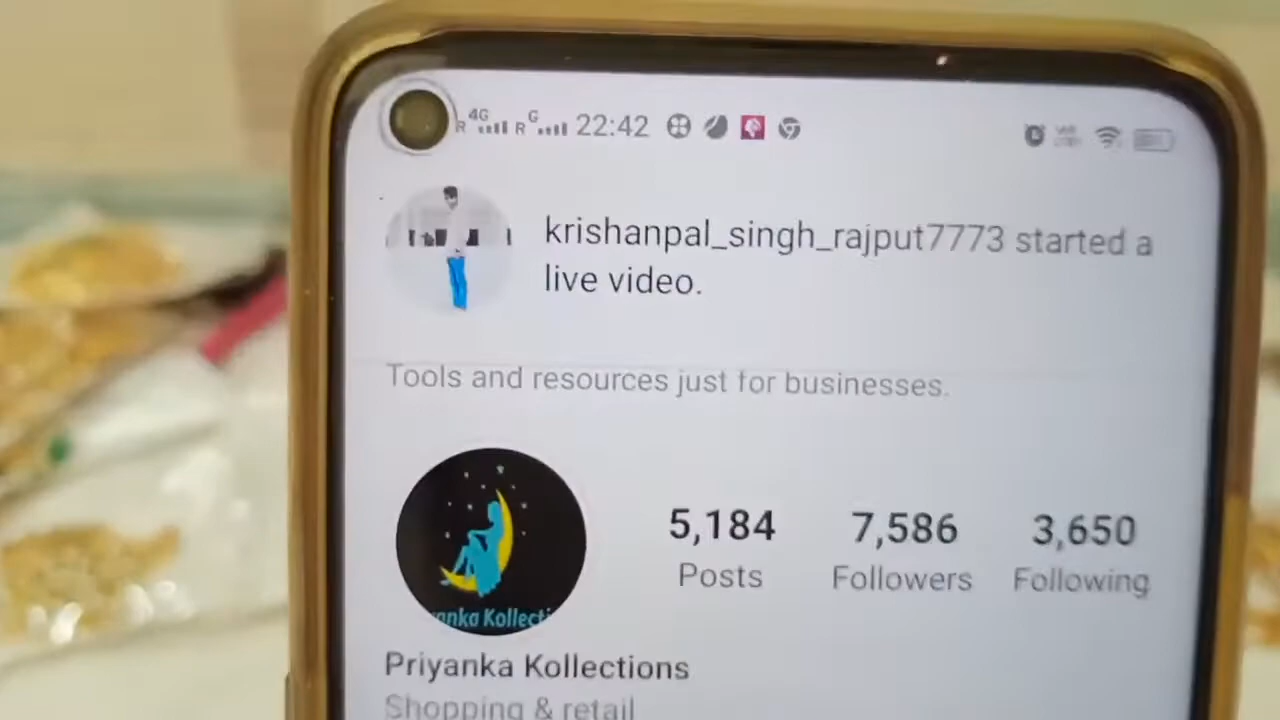 R 4G R G 22:42
krishanpal_singh_rajput7773 started a
live video.
Tools and resources just for businesses.
5,184 7,586 3,650
Posts Followers Following
anka Kollecti
Priyanka Kollections
Shopping & retail